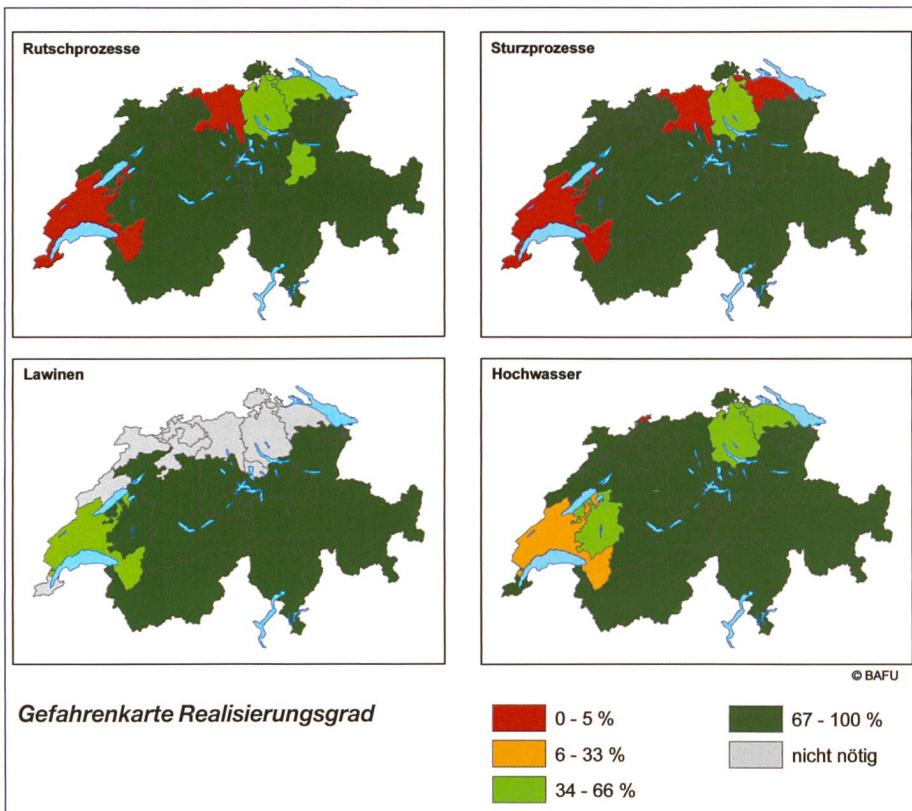 Rutschprozesse
Sturzprozesse
Lawinen
Hochwasser
© BAFU
Gefahrenkarte Realisierungsgrad
0 - 5 %
6 - 33 %
34 - 66 %
67 - 100 %
nicht nötig